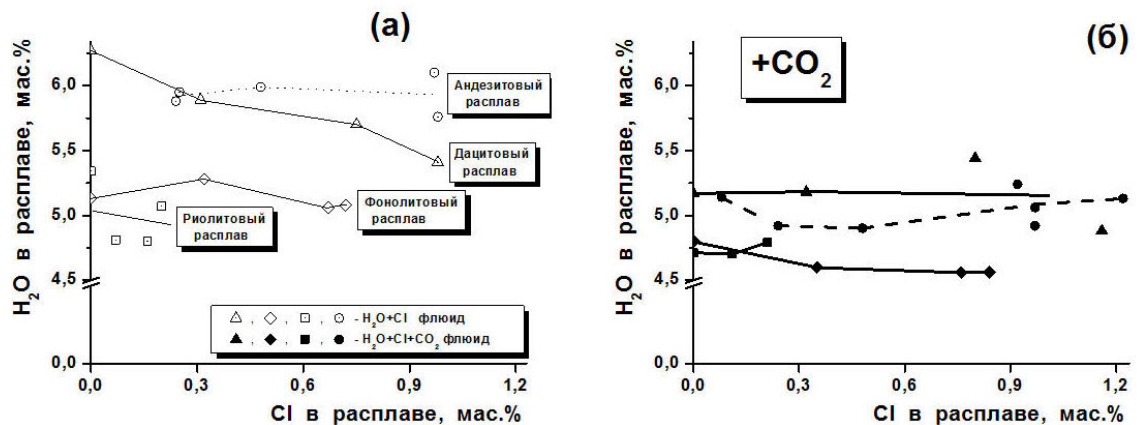 (а)
H₂O в расплаве, мас.%
6,0
5,5
5,0
4,5
0,0
Андезитовый
расплав
Дацитовый
расплав
Фонолитовый
расплав
Риолитовый
расплав
, , , - H₂O+Cl флюид
, , , - H₂O+Cl+CO₂ флюид
0,0 0,3 0,6 0,9 1,2
Cl в расплаве, мас.%
(б)
+CO₂
H₂O в расплаве, мас.%
6,0
5,5
5,0
4,5
0,0
0,0 0,3 0,6 0,9 1,2
Cl в расплаве, мас.%